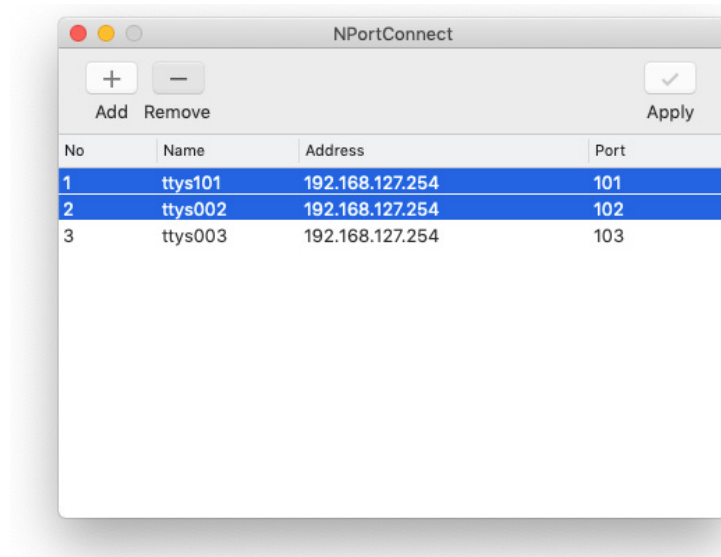 NPortConnect
Add Remove Apply
No Name Address Port
1 ttys101 192.168.127.254 101
2 ttys002 192.168.127.254 102
3 ttys003 192.168.127.254 103